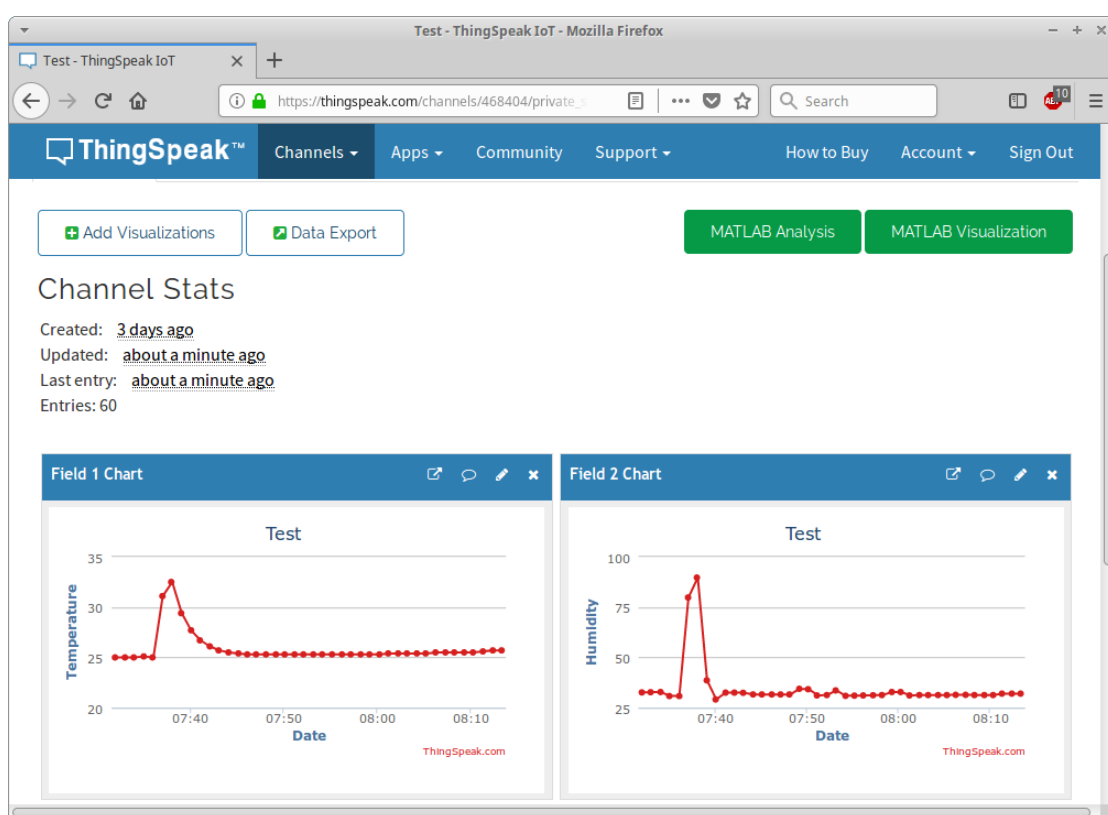 Test - ThingSpeak IoT - Mozilla Firefox
Test - ThingSpeak IoT
https://thingspeak.com/channels/468404/private_s
Search
10
ThingSpeak™ Channels Apps Community Support How to Buy Account Sign Out
Add Visualizations Data Export MATLAB Analysis MATLAB Visualization
Channel Stats
Created: 3 days ago
Updated: about a minute ago
Last entry: about a minute ago
Entries: 60
Field 1 Chart
Test
Temperature
35
30
25
20
07:40 07:50 08:00 08:10
Date
ThingSpeak.com
Field 2 Chart
Test
Humidity
100
75
50
25
07:40 07:50 08:00 08:10
Date
ThingSpeak.com